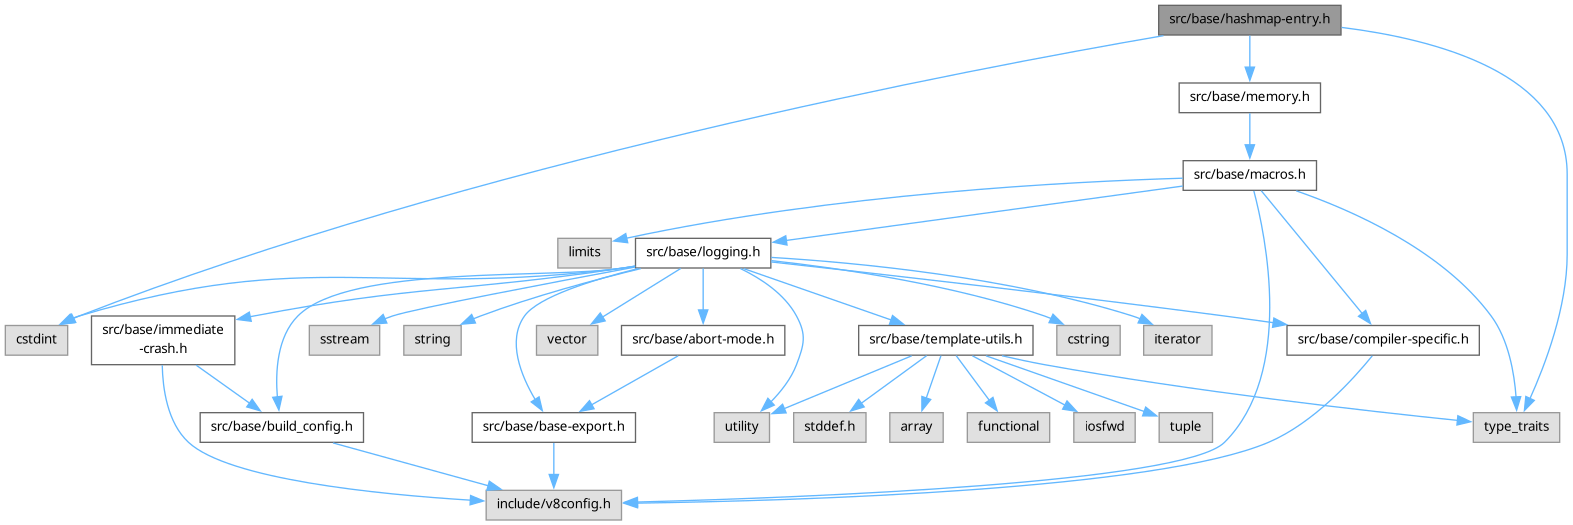 src/base/hashmap-entry.h
src/base/memory.h
src/base/macros.h
limits
src/base/logging.h
cstdint
src/base/immediate
-crash.h
sstream
string
vector
src/base/abort-mode.h
src/base/template-utils.h
cstring
iterator
src/base/compiler-specific.h
src/base/build_config.h
src/base/base-export.h
utility
stddef.h
array
functional
iosfwd
tuple
type_traits
include/v8config.h